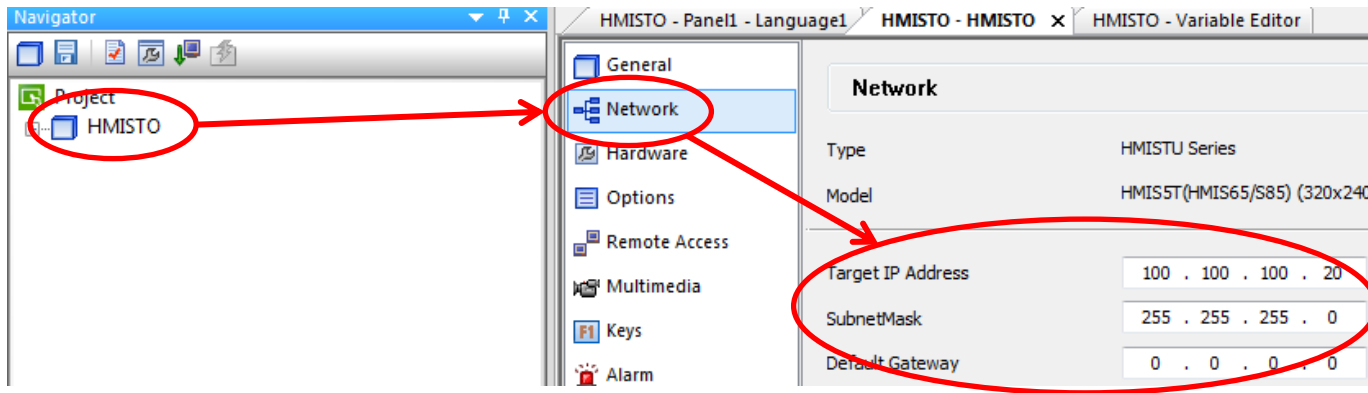 Navigator
HMISTO - Panel1 - Language1
HMISTO - HMISTO x
HMISTO - Variable Editor
Project
HMISTO
General
Network
Hardware
Options
Remote Access
Multimedia
F1 Keys
Alarm
Network
Type HMISTU Series
Model HMIS5T(HMIS65/S85) (320x240
Target IP Address 100 . 100 . 100 . 20
SubnetMask 255 . 255 . 255 . 0
Default Gateway 0 . 0 . 0 . 0